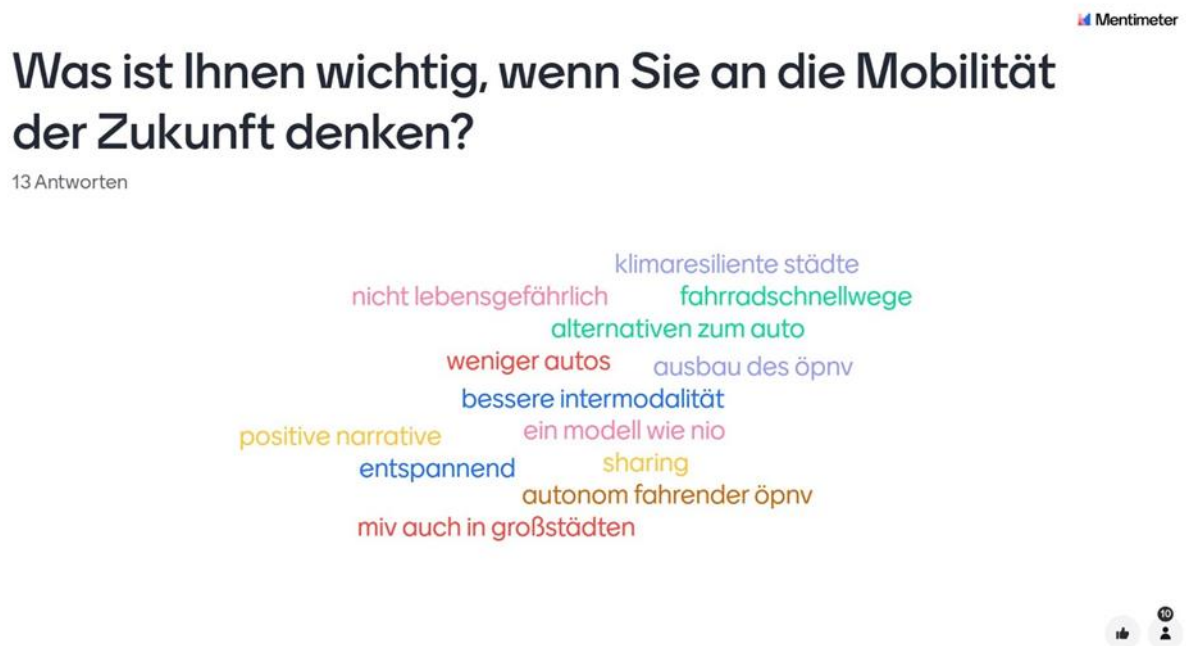 Mentimeter
Was ist Ihnen wichtig, wenn Sie an die Mobilität
der Zukunft denken?
13 Antworten
klimaresiliente städte
nicht lebensgefährlich fahrradschnellwege
alternativen zum auto
weniger autos ausbau des öpnv
bessere intermodalität
positive narrative ein modell wie nio
entspannend sharing
autonom fahrender öpnv
miv auch in großstädten
10